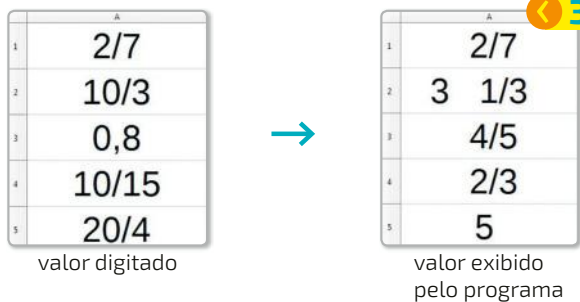 A
1 2/7
2 10/3
3 0,8
4 10/15
5 20/4
valor digitado
A
1 2/7
2 3 1/3
3 4/5
4 2/3
5 5
valor exibido
pelo programa